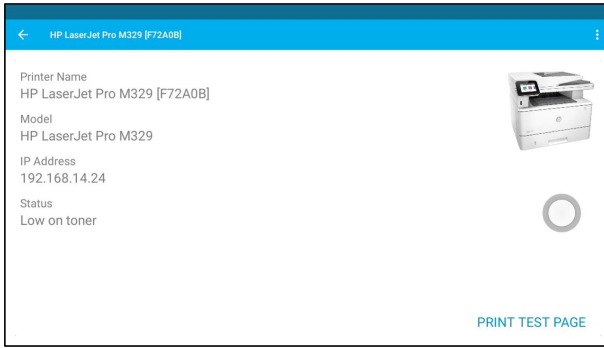 HP LaserJet Pro M329 [F72A0B]
Printer Name
HP LaserJet Pro M329 [F72A0B]
Model
HP LaserJet Pro M329
IP Address
192.168.14.24
Status
Low on toner
PRINT TEST PAGE